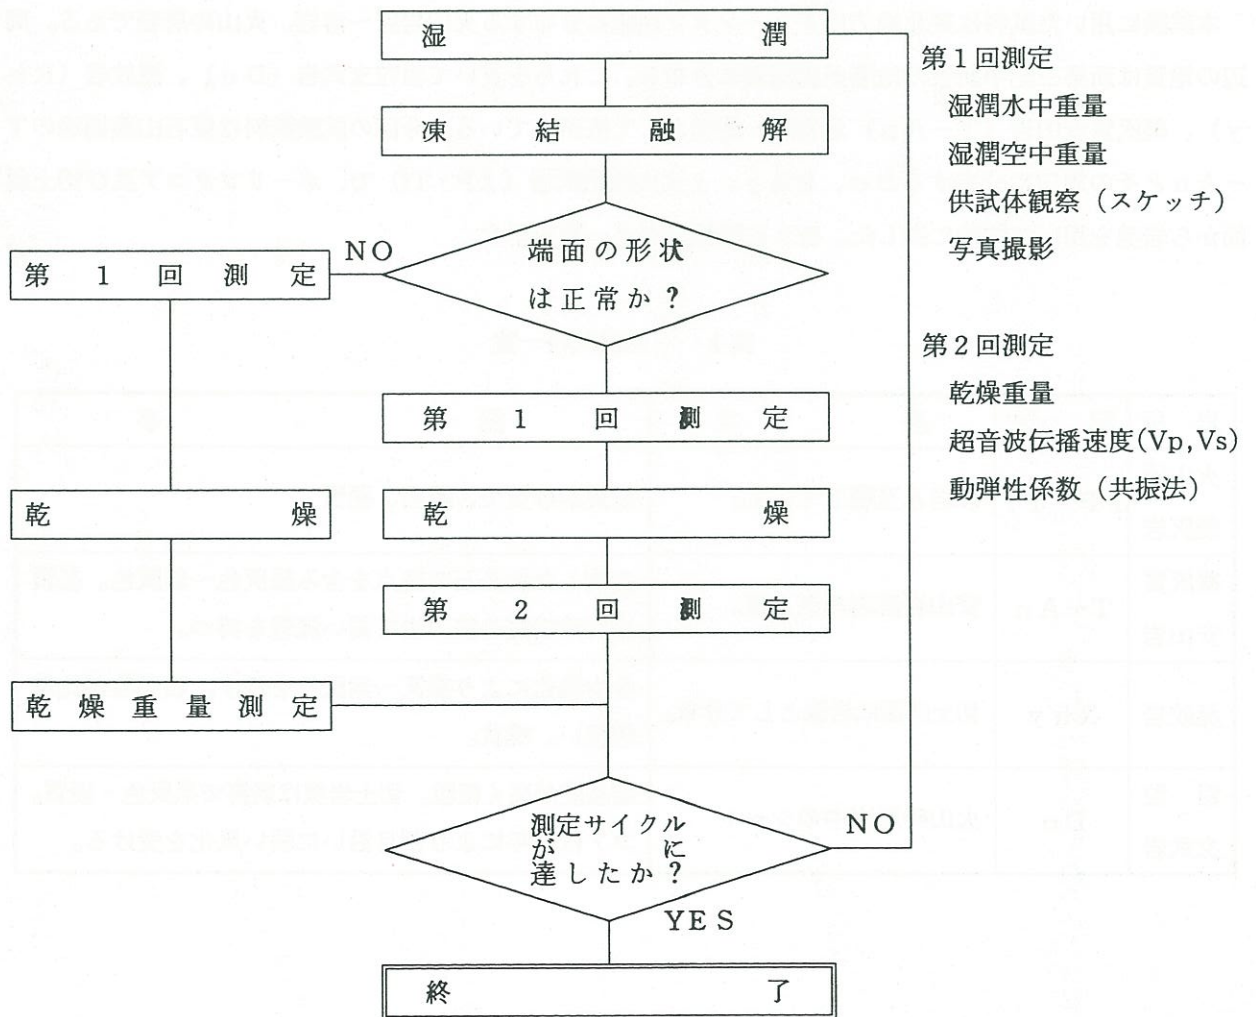 湿潤
凍結融解
端面の形状
は正常か?
NO
第1回測定
第1回測定
乾燥
乾燥
第2回測定
乾燥重量測定
測定サイクル
が に
達したか?
NO
YES
終了
第1回測定
湿潤水中重量
湿潤空中重量
供試体観察(スケッチ)
写真撮影
第2回測定
乾燥重量
超音波伝播速度(Vp,Vs)
動弾性係数(共振法)